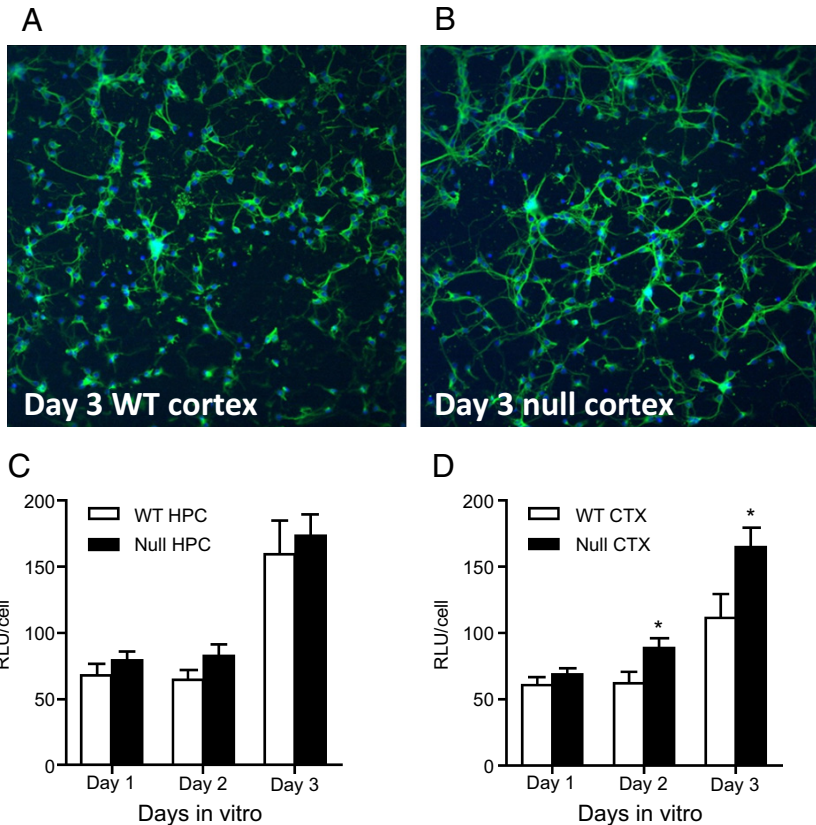 A
B
Day 3 WT cortex
Day 3 null cortex
C
200
150
100
50
0
RLU/cell
WT HPC
Null HPC
Day 1
Day 2
Day 3
Days in vitro
D
200
150
100
50
0
RLU/cell
WT CTX
Null CTX
*
*
Day 1
Day 2
Day 3
Days in vitro